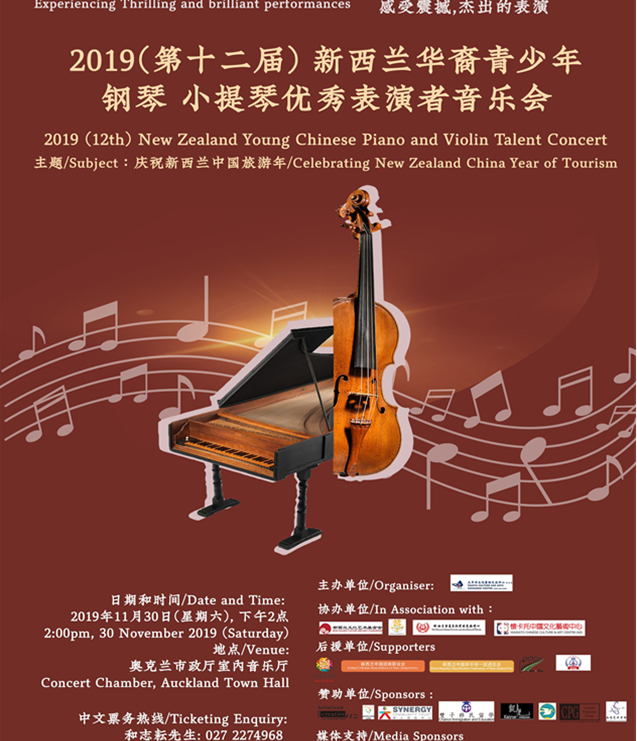 Experiencing Thrilling and brilliant performances
感受震撼,杰出的表演
2019(第十二届) 新西兰华裔青少年
钢琴 小提琴优秀表演者音乐会
2019 (12th) New Zealand Young Chinese Piano and Violin Talent Concert
主题/Subject：庆祝新西兰中国旅游年/Celebrating New Zealand China Year of Tourism
日期和时间/Date and Time:
2019年11月30日(星期六), 下午2点
2:00pm, 30 November 2019 (Saturday)
地点/Venue:
奥克兰市政厅室内音乐厅
Concert Chamber, Auckland Town Hall
中文票务热线/Ticketing Enquiry:
和志耘先生: 027 2274968
主办单位/Organiser:
协办单位/In Association with：
懷卡托中國文化藝術中心
后援单位/Supporters
赞助单位/Sponsors :
SYNERGY
CPG
媒体支持/Media Sponsors